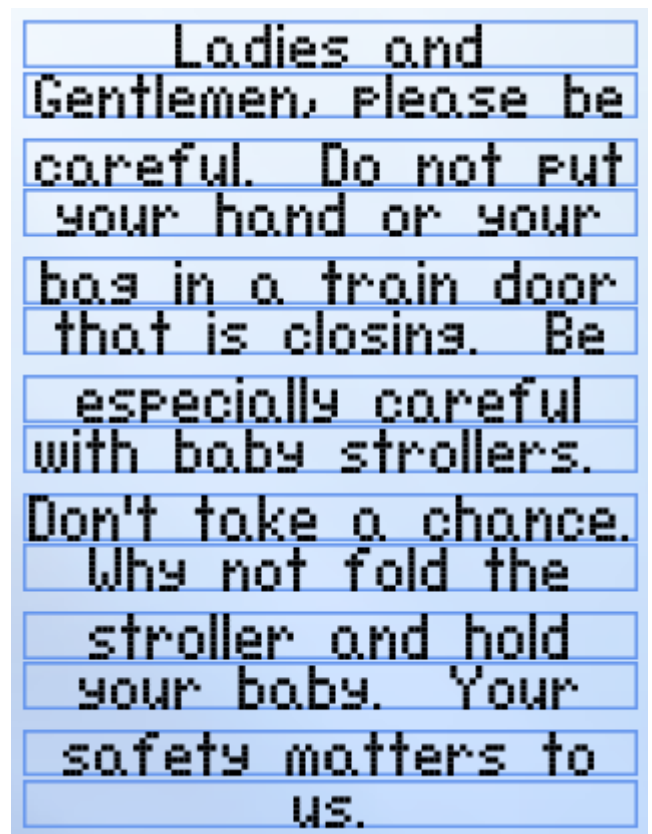 Ladies and
Gentlemen, please be
careful.  Do not put
your hand or your
bag in a train door
that is closing.  Be
especially careful
with baby strollers.
Don't take a chance.
Why not fold the
stroller and hold
your baby.  Your
safety matters to
us.